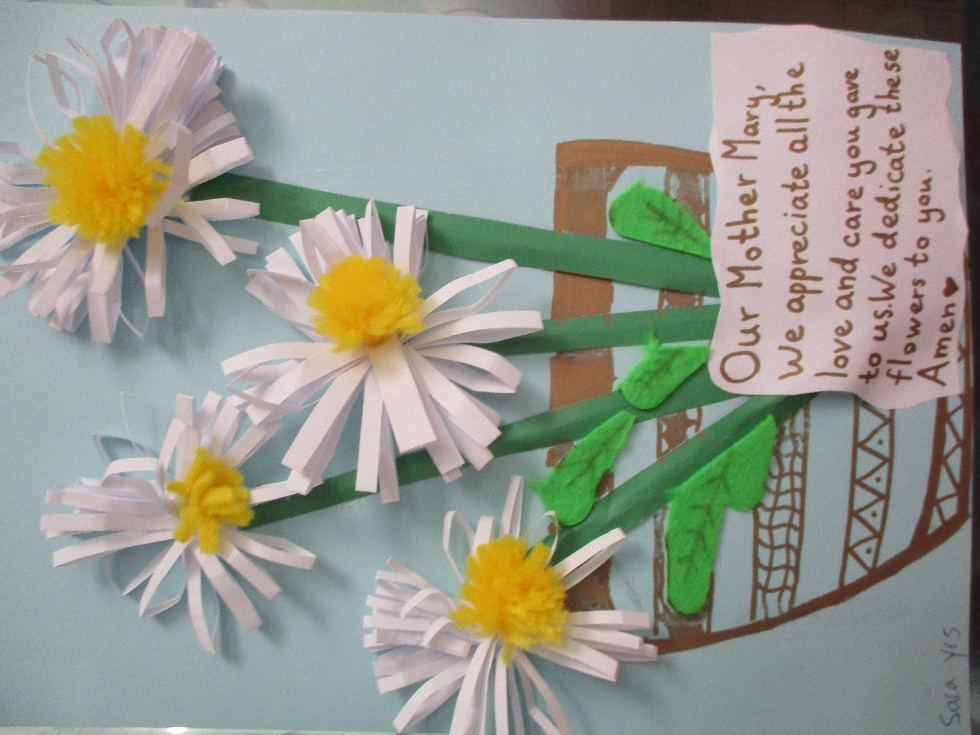 Our Mother Mary,
We appreciate all the
love and care you gave
to us.We dedicate these
flowers to you.
Amen♥
Sara Yr5